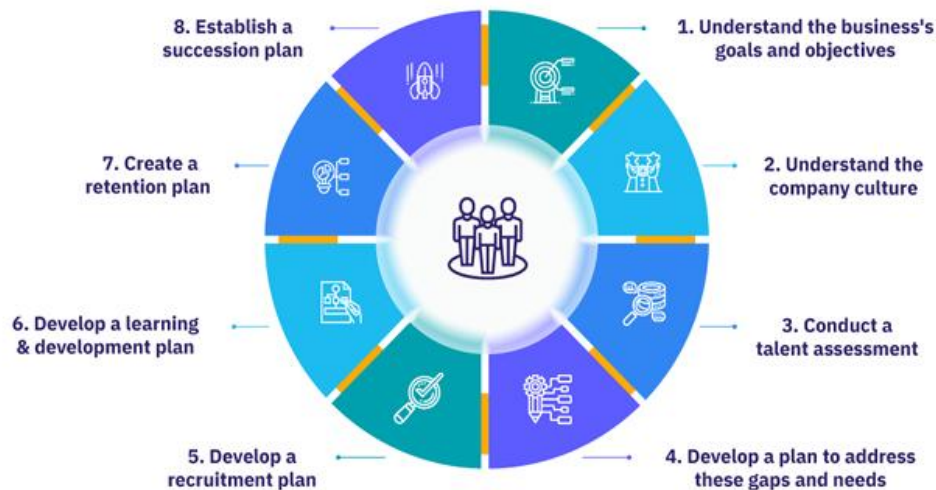 1. Understand the business's
goals and objectives
2. Understand the
company culture
3. Conduct a
talent assessment
4. Develop a plan to address
these gaps and needs
5. Develop a
recruitment plan
6. Develop a learning
& development plan
7. Create a
retention plan
8. Establish a
succession plan